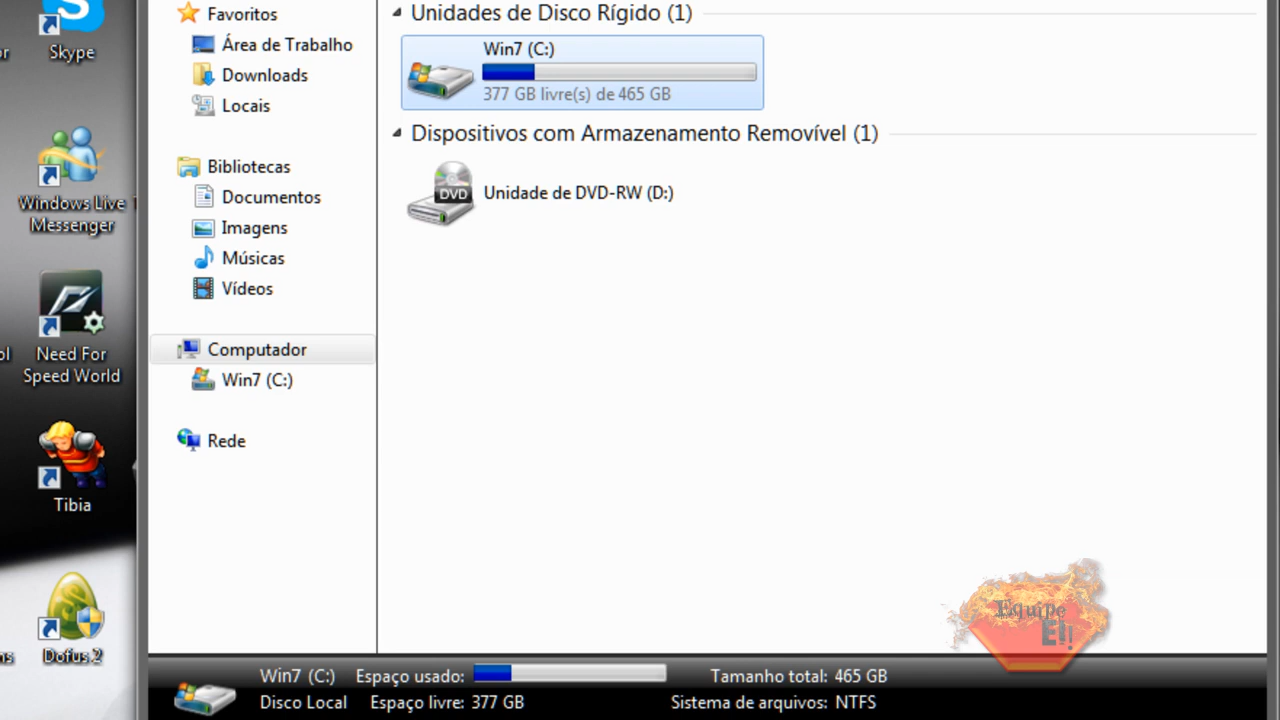 Skype
Windows Live
Messenger
Need For
Speed World
Tibia
Dofus 2
Favoritos
Área de Trabalho
Downloads
Locais
Bibliotecas
Documentos
Imagens
Músicas
Vídeos
Computador
Win7 (C:)
Rede
Unidades de Disco Rígido (1)
Win7 (C:)
377 GB livre(s) de 465 GB
Dispositivos com Armazenamento Removível (1)
DVD
Unidade de DVD-RW (D:)
Equipe
Win7 (C:) Espaço usado: Tamanho total: 465 GB
Disco Local Espaço livre: 377 GB Sistema de arquivos: NTFS